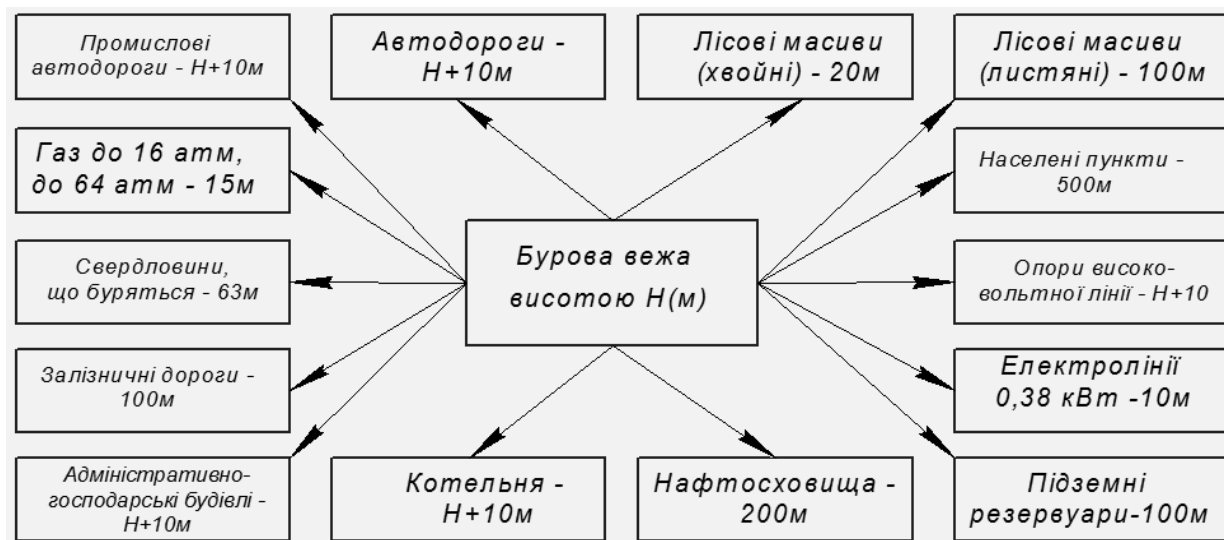 Промислові
автодороги - Н+10м
Автодороги -
Н+10м
Лісові масиви
(хвойні) - 20м
Лісові масиви
(листяні) - 100м
Газ до 16 атм,
до 64 атм - 15м
Населені пункти -
500м
Бурова вежа
висотою Н(м)
Свердловини,
що буряться - 63м
Опори високо-
вольтної лінії - Н+10
Залізничні дороги -
100м
Електролінії
0,38 кВт -10м
Адміністративно-
господарські будівлі -
Н+10м
Котельня -
Н+10м
Нафтосховища -
200м
Підземні
резервуари-100м